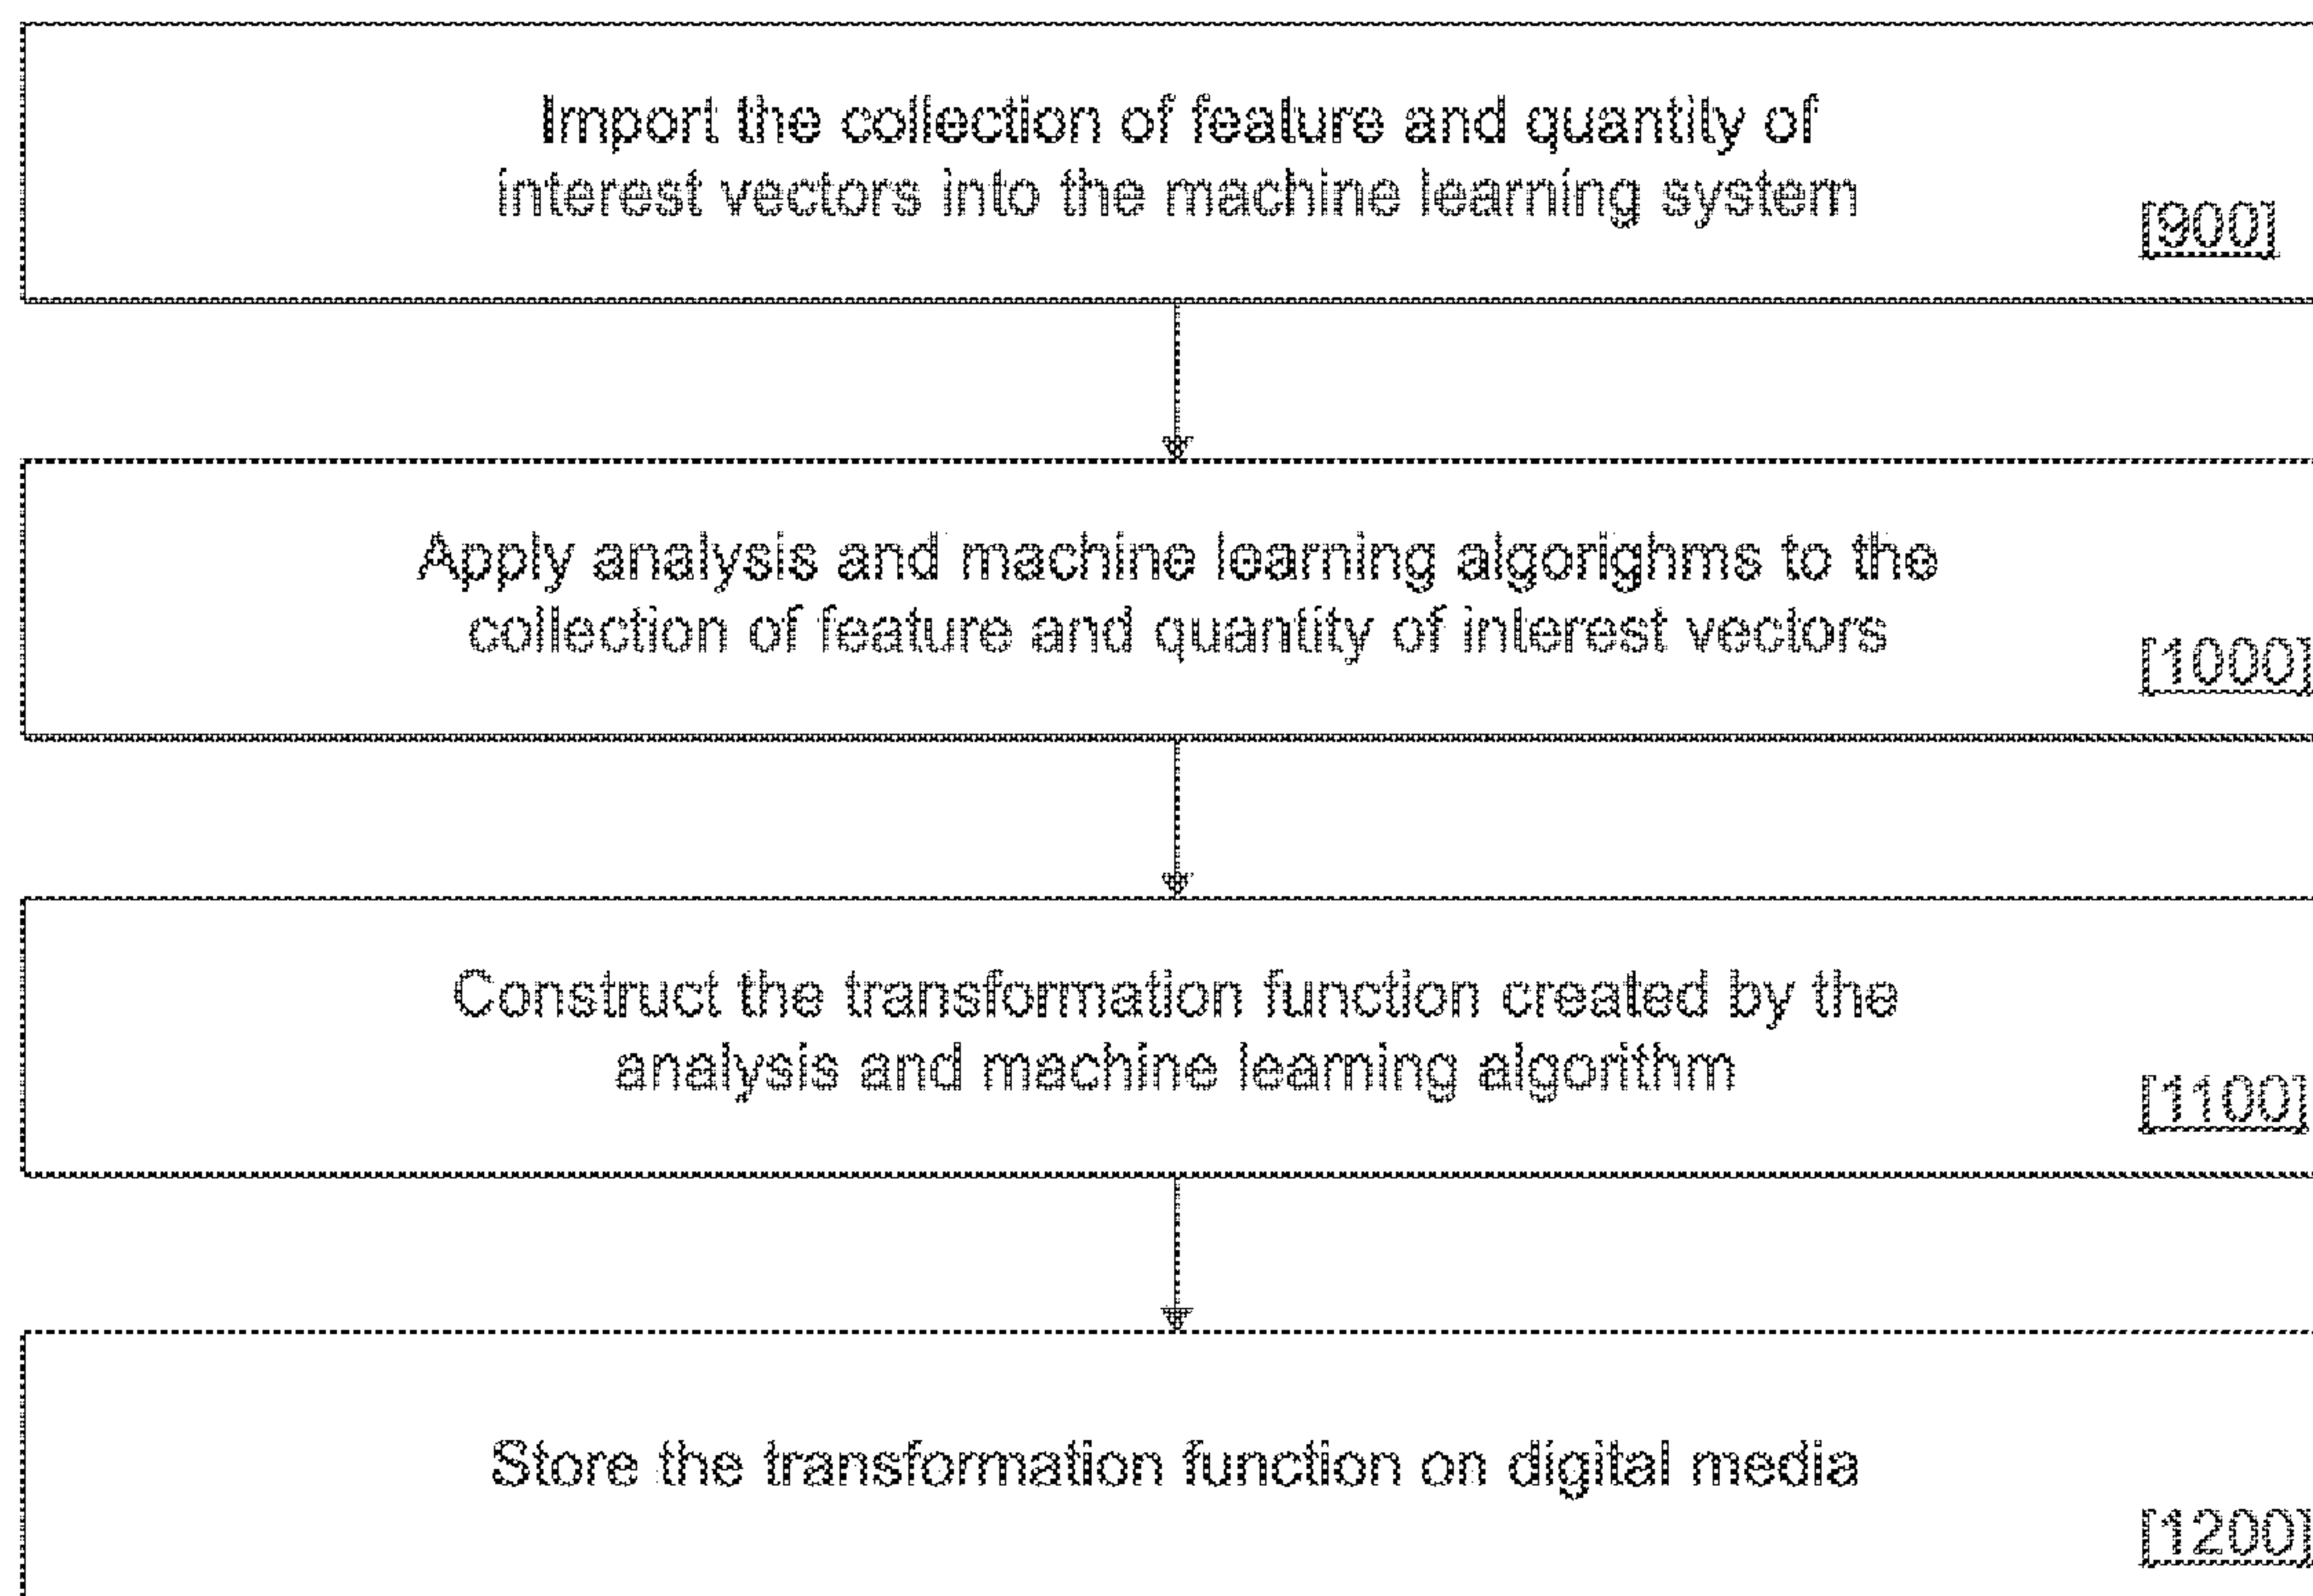 Import the collection of feature and quantity of
interest vectors into the machine learning system
[900]
Apply analysis and machine learning algorighms to the
collection of feature and quantity of interest vectors
[1000]
Construct the transformation function created by the
analysis and machine learning algorithm
[1100]
Store the transformation function on digital media
[1200]